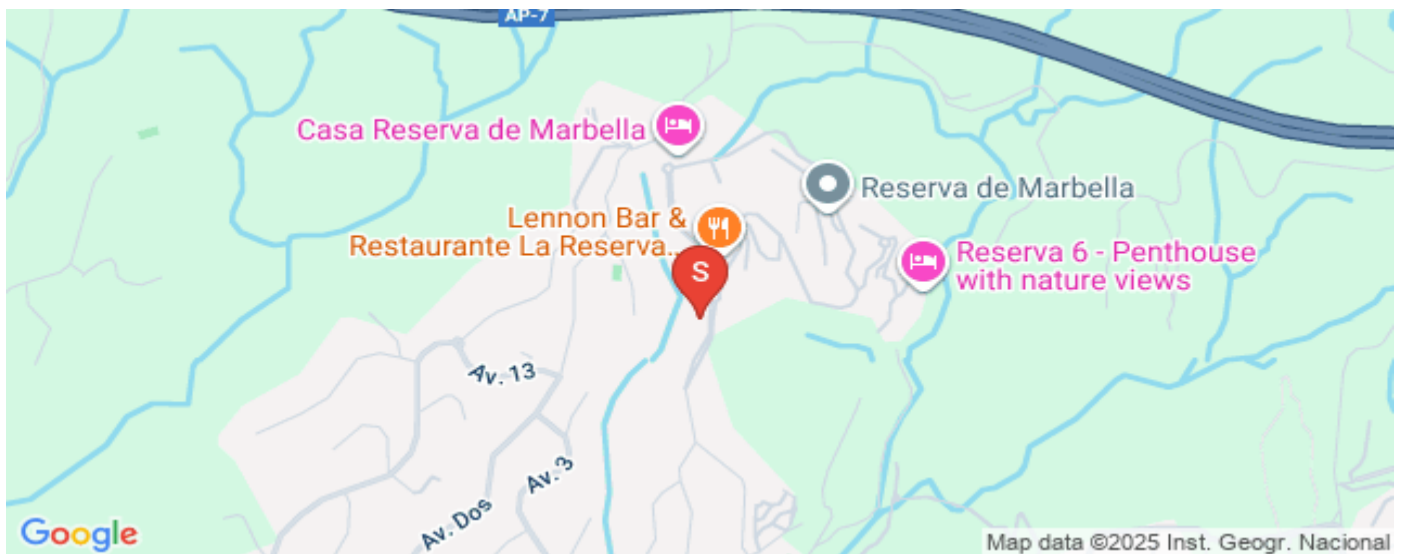 AP-7
Casa Reserva de Marbella
Reserva de Marbella
Lennon Bar &
Restaurante La Reserva...
S
Reserva 6 - Penthouse
with nature views
Av. 13
Av. 3
Av. Dos
Google
Map data ©2025 Inst. Geogr. Nacional